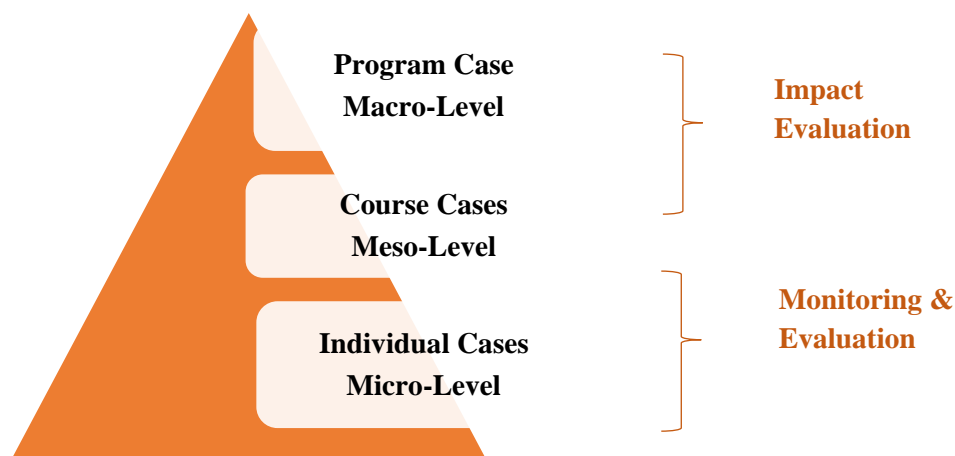 Program Case
Macro-Level
Impact
Evaluation
Course Cases
Meso-Level
Monitoring &
Evaluation
Individual Cases
Micro-Level